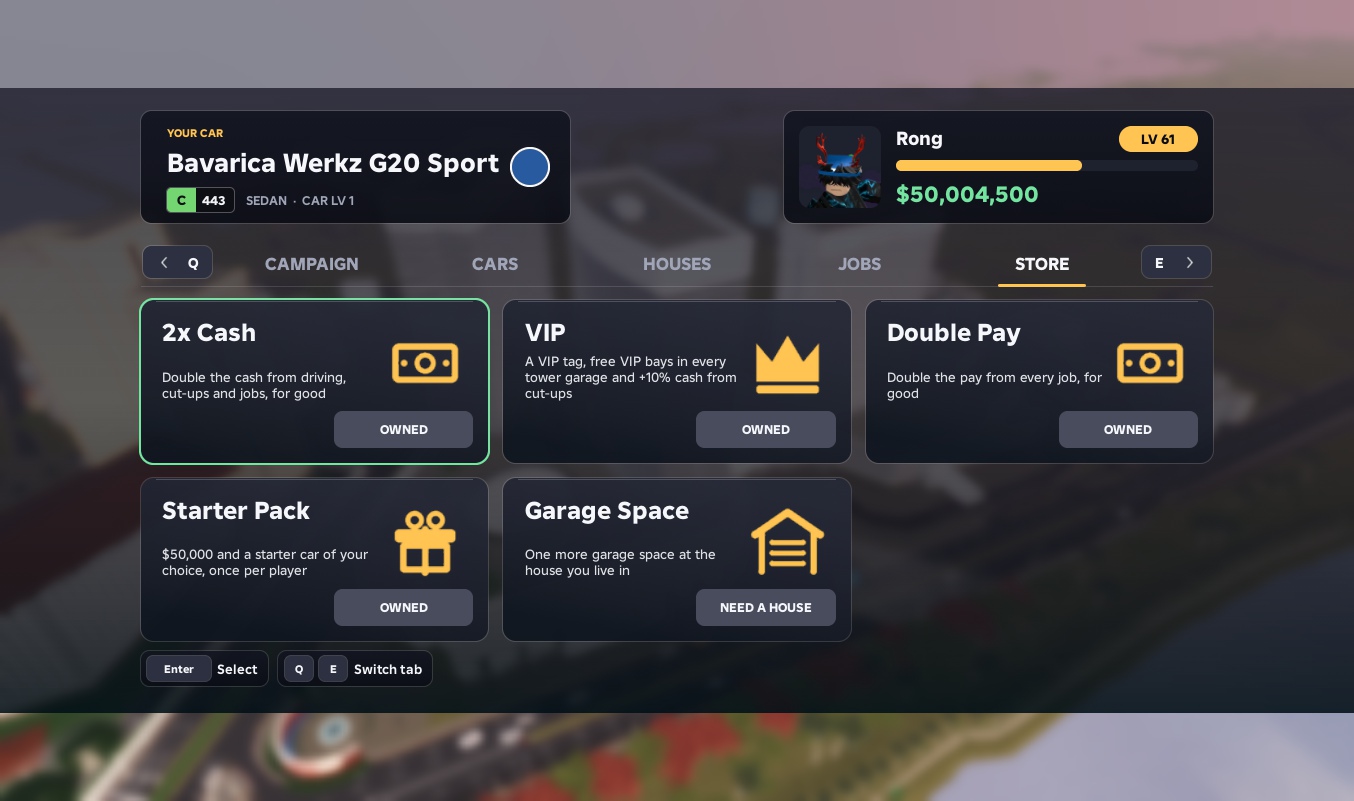 YOUR CAR
Bavarica Werkz G20 Sport
C 443 SEDAN · CAR LV 1
Rong
LV 61
$50,004,500
Q
CAMPAIGN
CARS
HOUSES
JOBS
STORE
E
2x Cash
Double the cash from driving,
cut-ups and jobs, for good
OWNED
VIP
A VIP tag, free VIP bays in every
tower garage and +10% cash from
cut-ups
OWNED
Double Pay
Double the pay from every job, for
good
OWNED
Starter Pack
$50,000 and a starter car of your
choice, once per player
OWNED
Garage Space
One more garage space at the
house you live in
NEED A HOUSE
Enter Select
Q E Switch tab